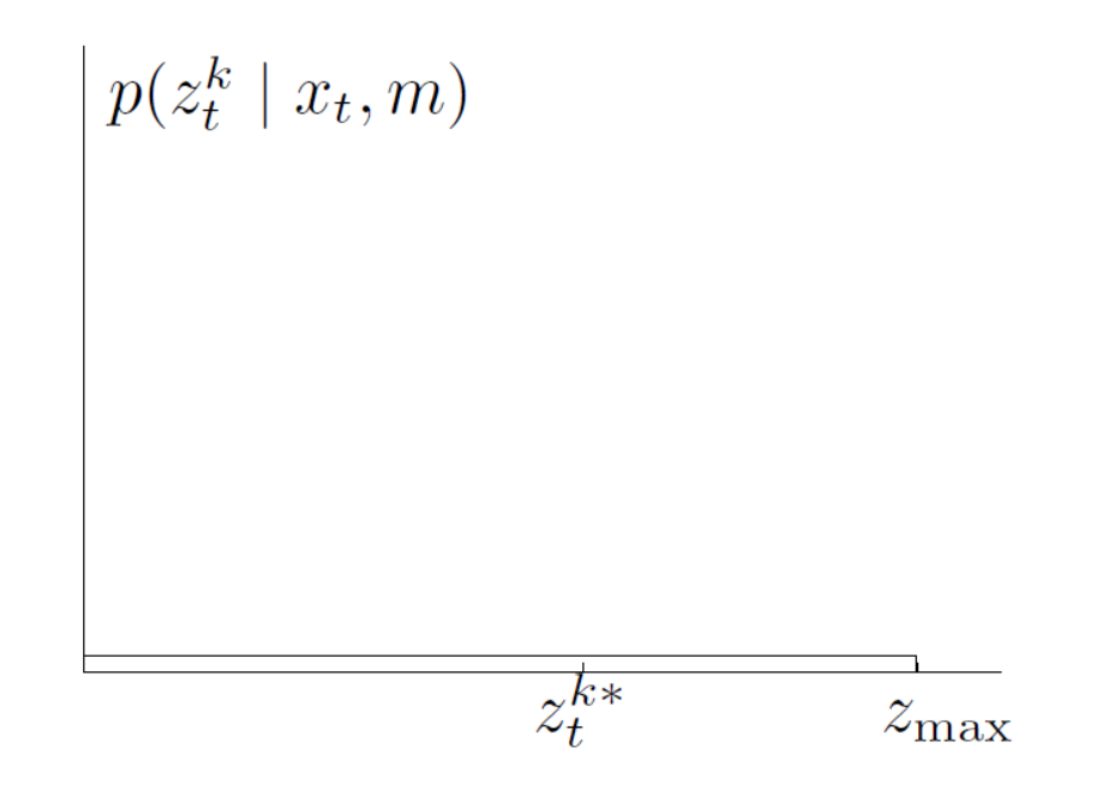 p(z_t^k | x_t, m)
z_t^{k*}
z_max